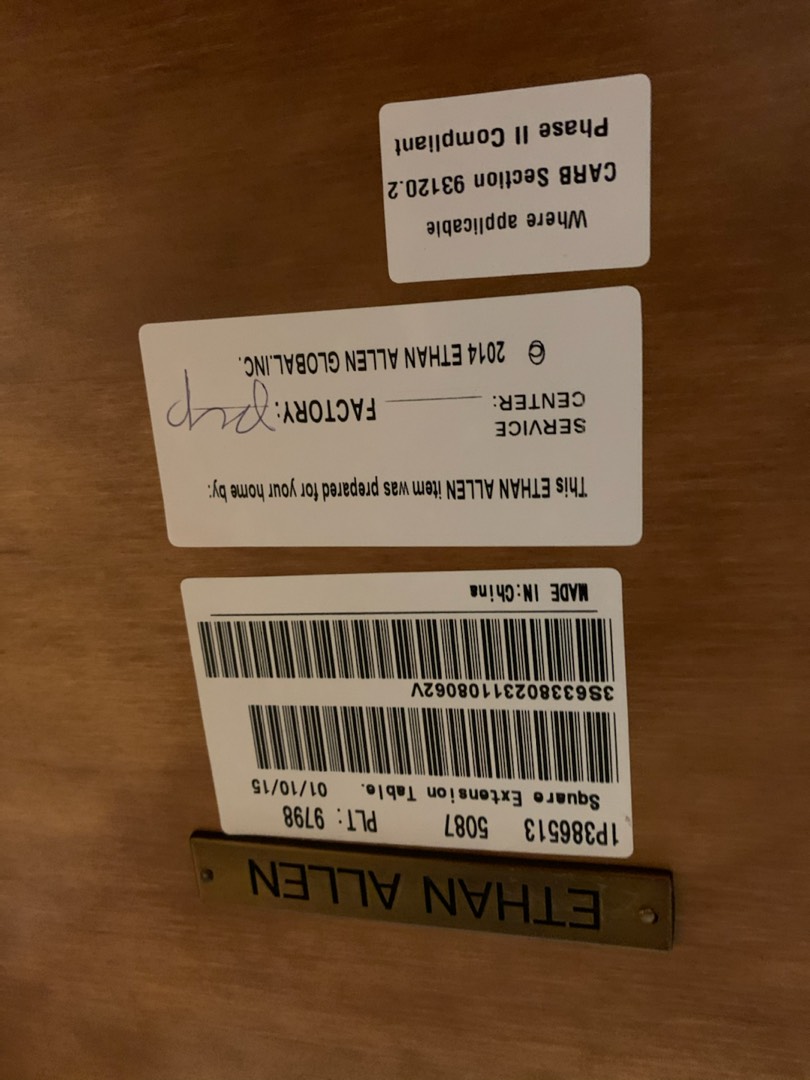 ETHAN ALLEN
1P386513 5087 PLT: 9798
Square Extension Table. 01/10/15
3S63380231108062V
MADE IN:China
This ETHAN ALLEN item was prepared for your home by:
SERVICE
CENTER: FACTORY:
© 2014 ETHAN ALLEN GLOBAL.INC.
Where applicable
CARB Section 93120.2
Phase II Compliant